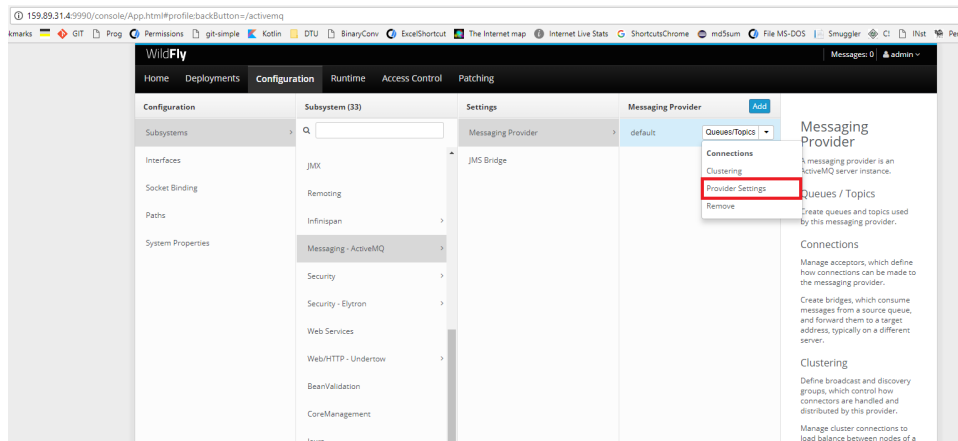 159.89.31.4:9990/console/App.html#profile:backButton=/activemq
kmarks GIT Prog Permissions git-simple Kotlin DTU BinaryConv ExcelShortcut The Internet map Internet Live Stats ShortcutsChrome md5sum File MS-DOS Smuggler INst
WildFly
Messages: 0 admin
Home Deployments Configuration Runtime Access Control Patching
Configuration
Subsystems
Interfaces
Socket Binding
Paths
System Properties
Subsystem (33)
JMX
Remoting
Infinispan
Messaging - ActiveMQ
Security
Security - Elytron
Web Services
Web/HTTP - Undertow
BeanValidation
CoreManagement
Settings
Messaging Provider
JMS Bridge
Messaging Provider Add
default Queues/Topics
Connections
Clustering
Provider Settings
Remove
Messaging
Provider
A messaging provider is an
ActiveMQ server instance.
Queues / Topics
Create queues and topics used
by this messaging provider.
Connections
Manage acceptors, which define
how connections can be made to
the messaging provider.
Create bridges, which consume
messages from a source queue,
and forward them to a target
address, typically on a different
server.
Clustering
Define broadcast and discovery
groups, which control how
connectors are handled and
distributed by this provider.
Manage cluster connections to
load balance between nodes of a